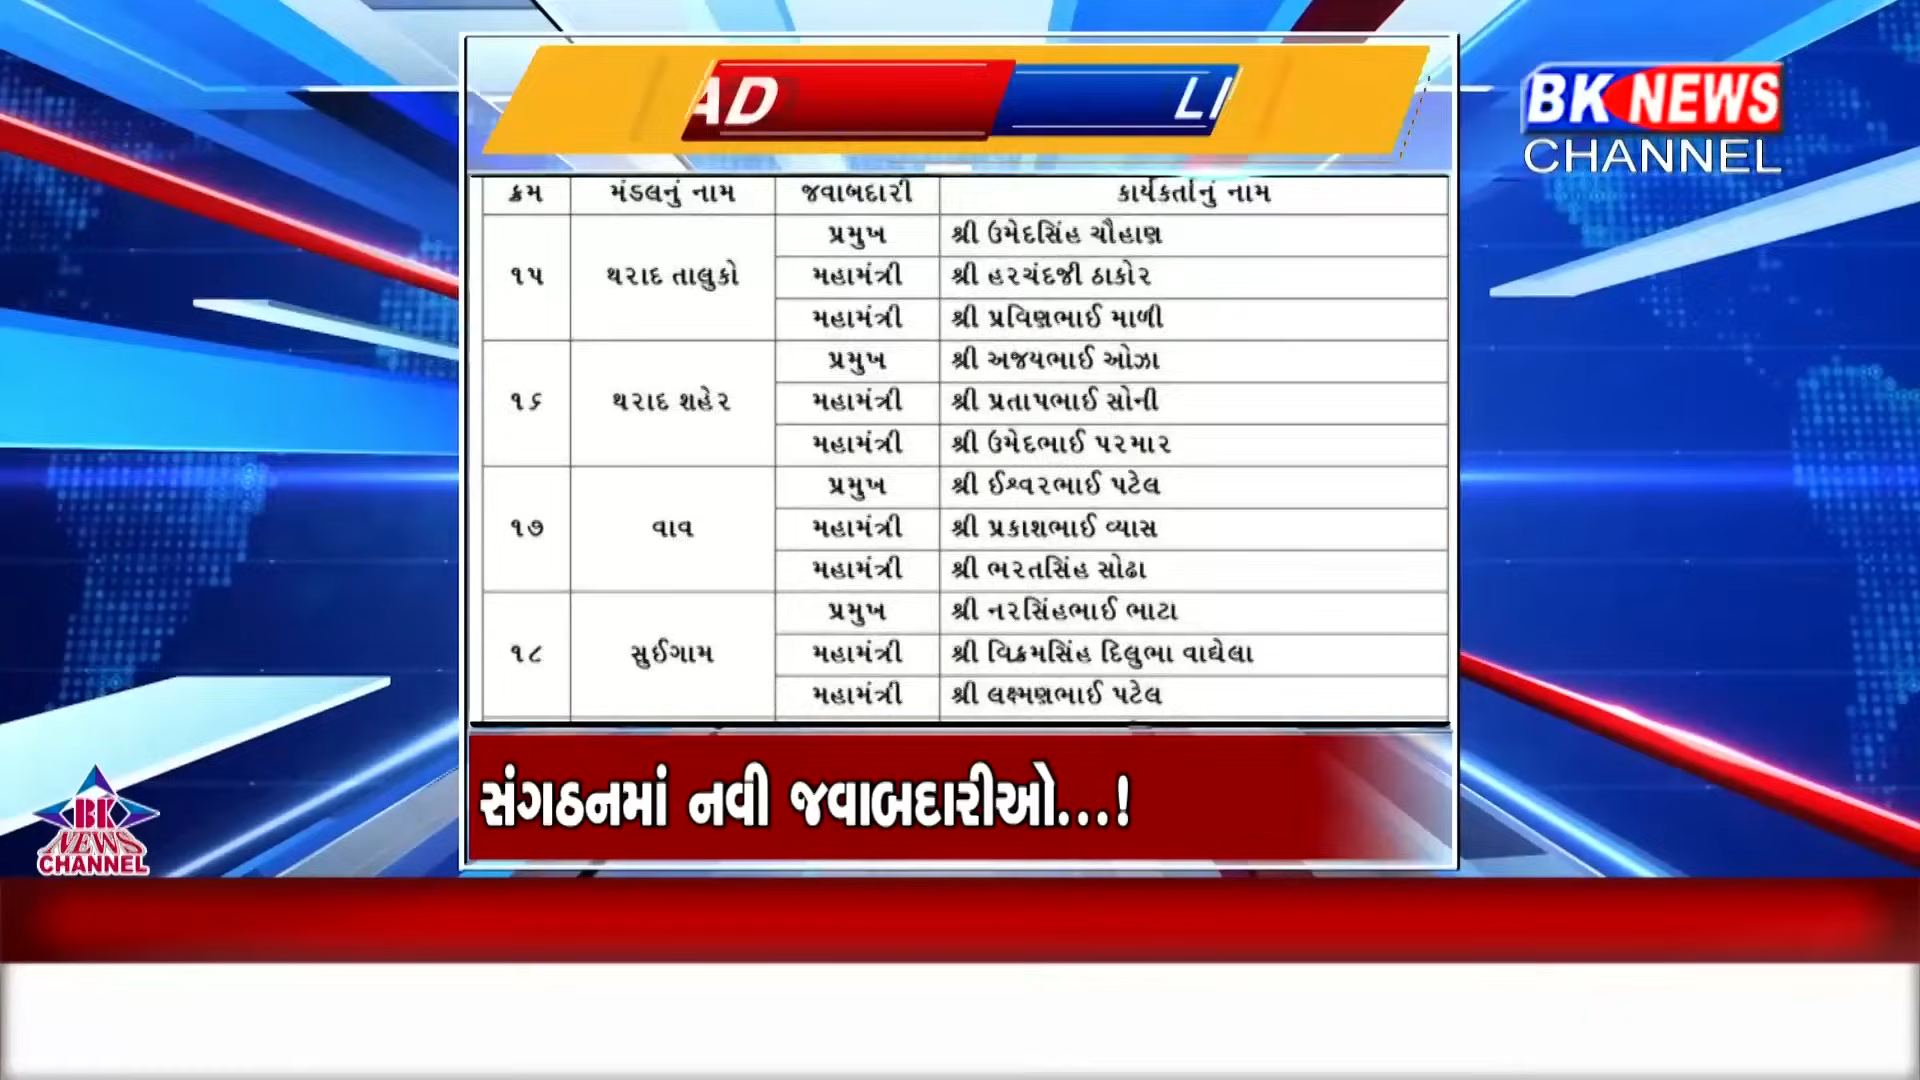 AD LI
BK NEWS
CHANNEL
ક્રમ મંડલનું નામ જવાબદારી કાર્યકર્તાનું નામ
પ્રમુખ શ્રી ઉમેદસિંહ ચૌહાણ
૧૫ થરાદ તાલુકો મહામંત્રી શ્રી હરચંદજી ઠાકોર
મહામંત્રી શ્રી પ્રવિણભાઈ માળી
પ્રમુખ શ્રી અજયભાઈ ઓઝા
૧૬ થરાદ શહેર મહામંત્રી શ્રી પ્રતાપભાઈ સોની
મહામંત્રી શ્રી ઉમેદભાઈ પરમાર
પ્રમુખ શ્રી ઈશ્વરભાઈ પટેલ
૧૭ વાવ મહામંત્રી શ્રી પ્રકાશભાઈ વ્યાસ
મહામંત્રી શ્રી ભરતસિંહ સોઢા
પ્રમુખ શ્રી નરસિંહભાઈ ભાટા
૧૮ સુઈગામ મહામંત્રી શ્રી વિક્રમસિંહ દિલુભા વાઘેલા
મહામંત્રી શ્રી લક્ષ્મણભાઈ પટેલ
સંગઠનમાં નવી જવાબદારીઓ...!
BK
NEWS
CHANNEL